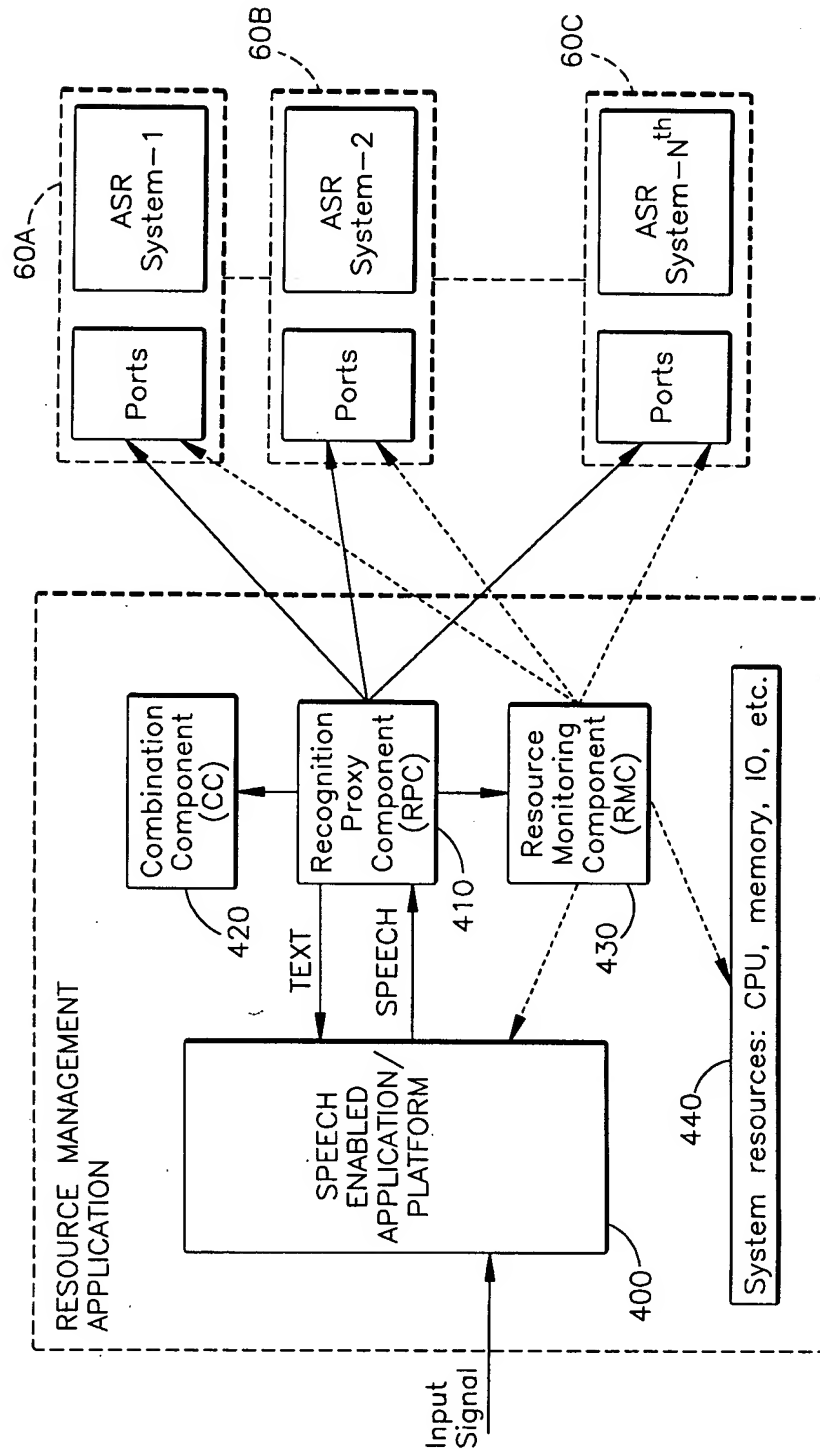 RESOURCE MANAGEMENT
APPLICATION
Input
Signal
SPEECH
ENABLED
APPLICATION/
PLATFORM
400
TEXT
SPEECH
Combination
Component
(CC)
420
Recognition
Proxy
Component
(RPC)
410
Resource
Monitoring
Component
(RMC)
430
440
System resources: CPU, memory, IO, etc.
60A
Ports
ASR
System-1
60B
Ports
ASR
System-2
60C
Ports
ASR
System-Nth